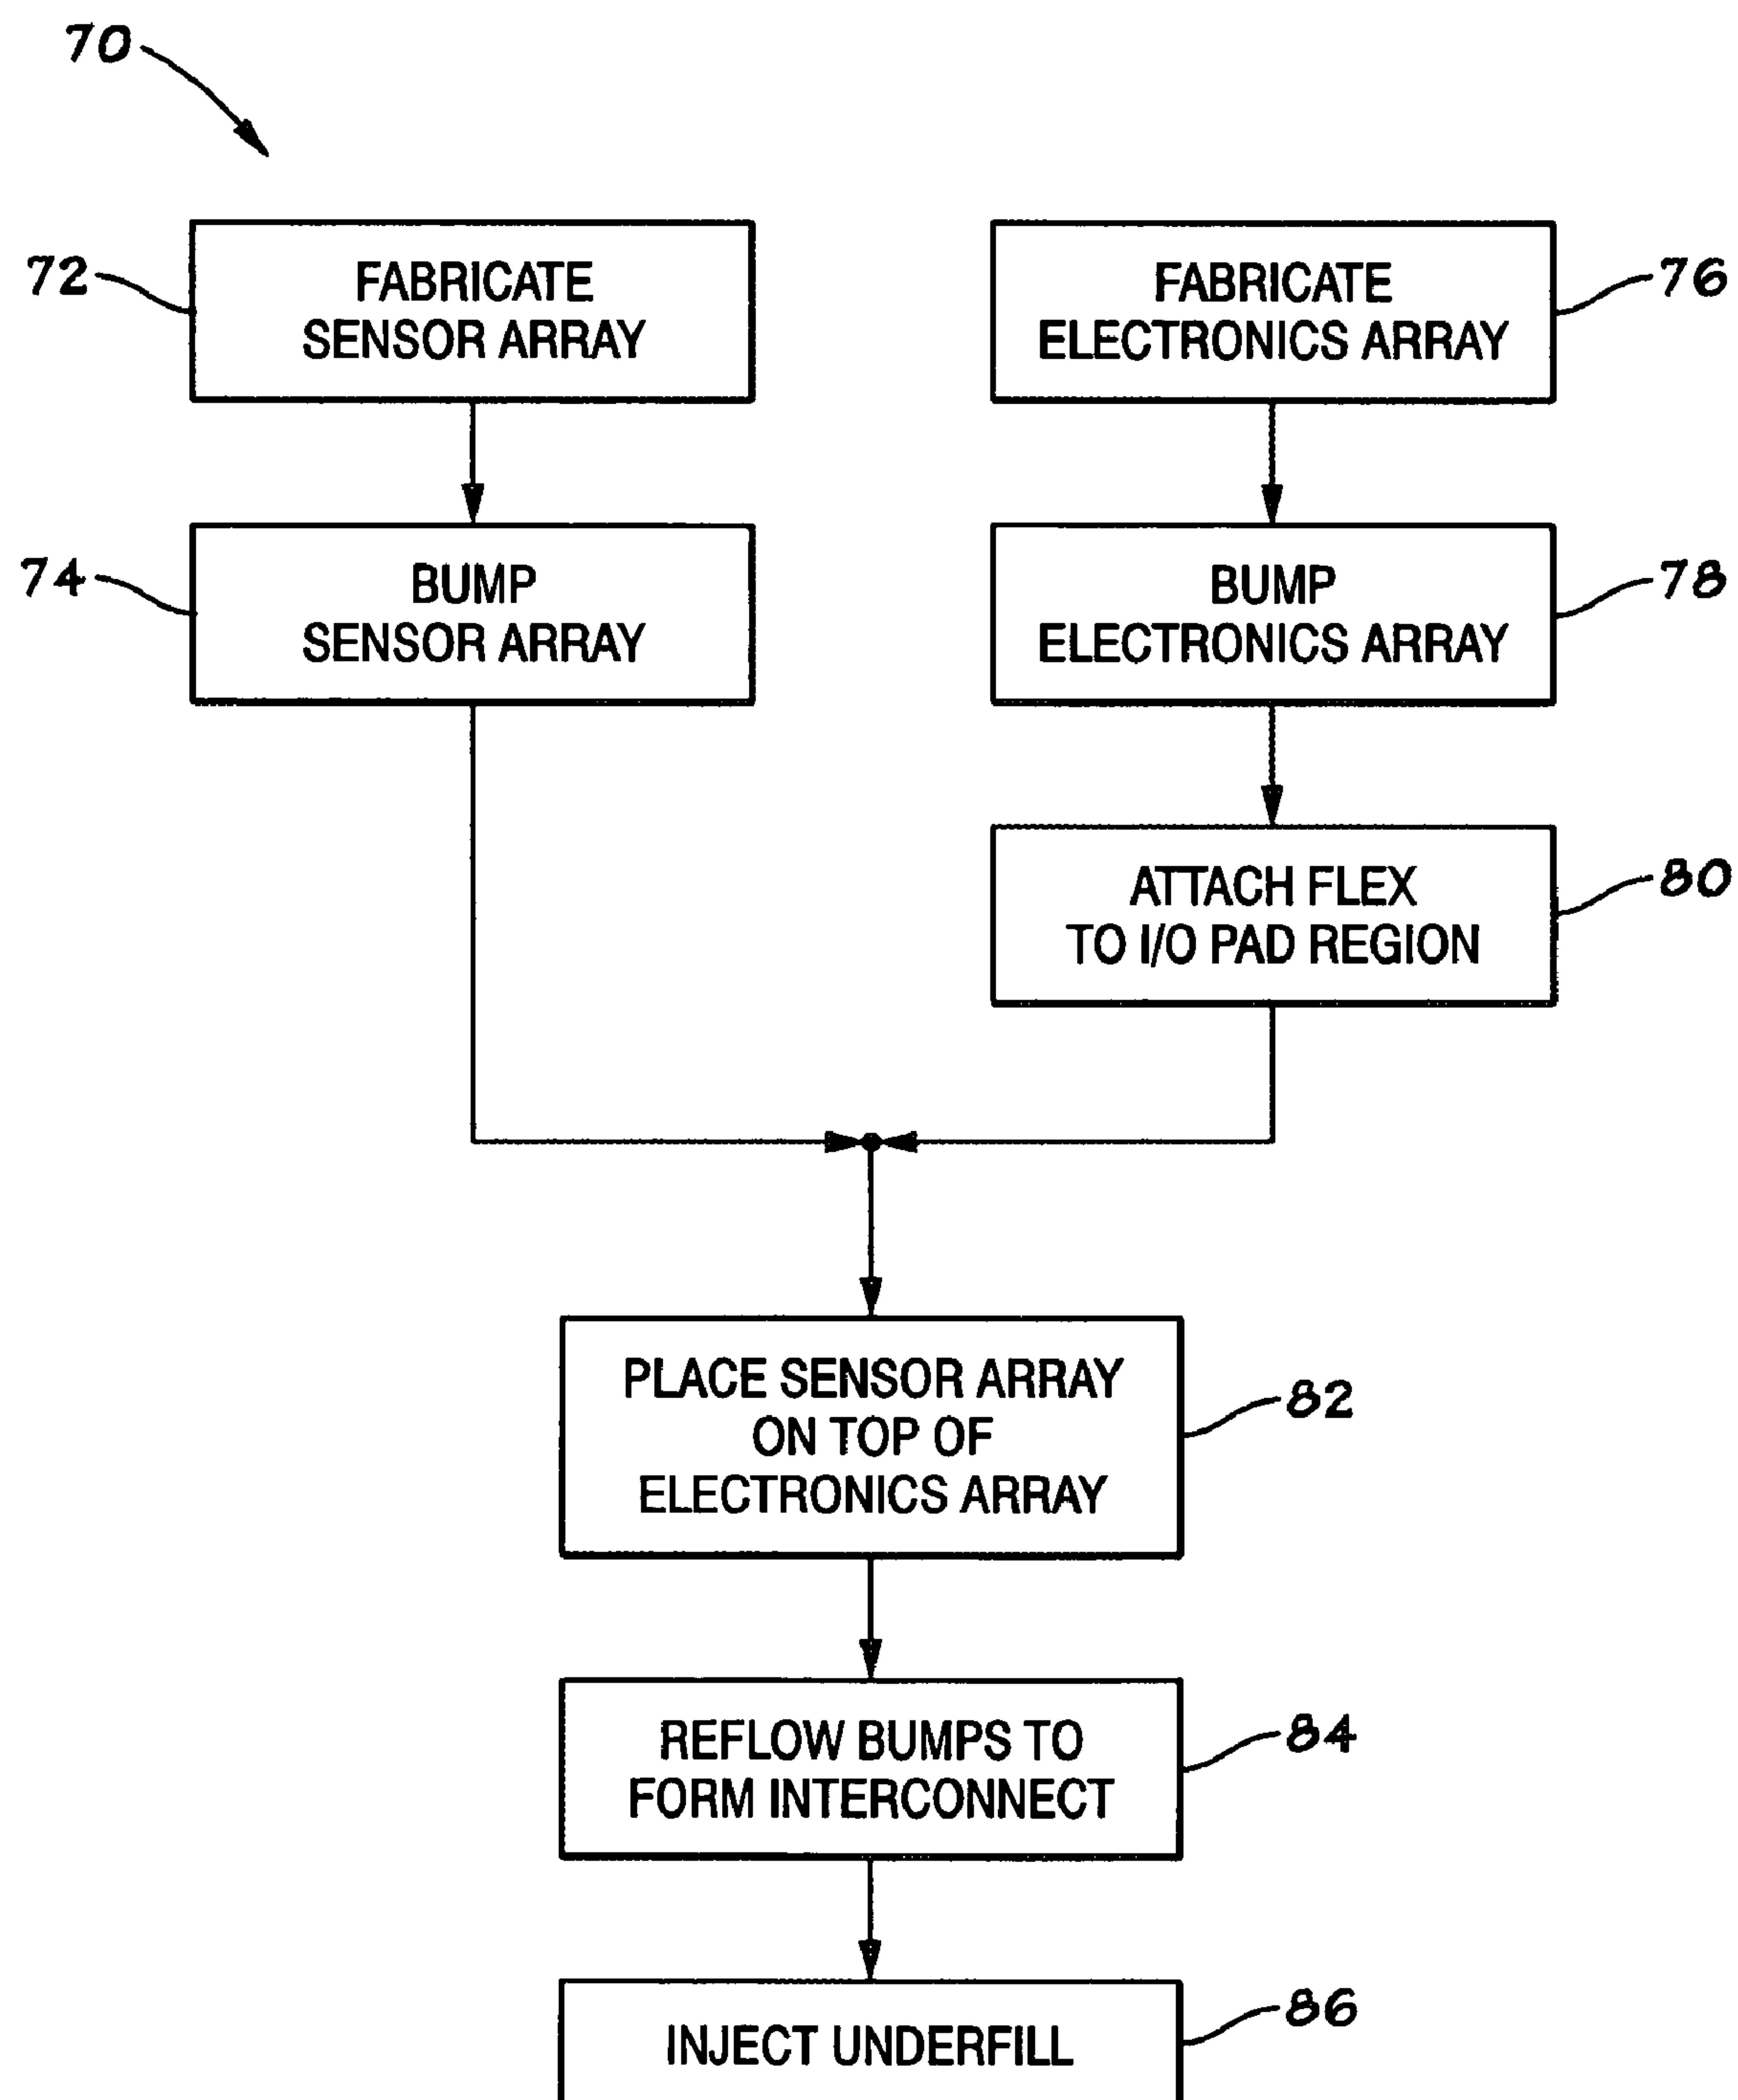 70
72
FABRICATE
SENSOR ARRAY
76
FABRICATE
ELECTRONICS ARRAY
74
BUMP
SENSOR ARRAY
78
BUMP
ELECTRONICS ARRAY
80
ATTACH FLEX
TO I/O PAD REGION
82
PLACE SENSOR ARRAY
ON TOP OF
ELECTRONICS ARRAY
84
REFLOW BUMPS TO
FORM INTERCONNECT
86
INJECT UNDERFILL